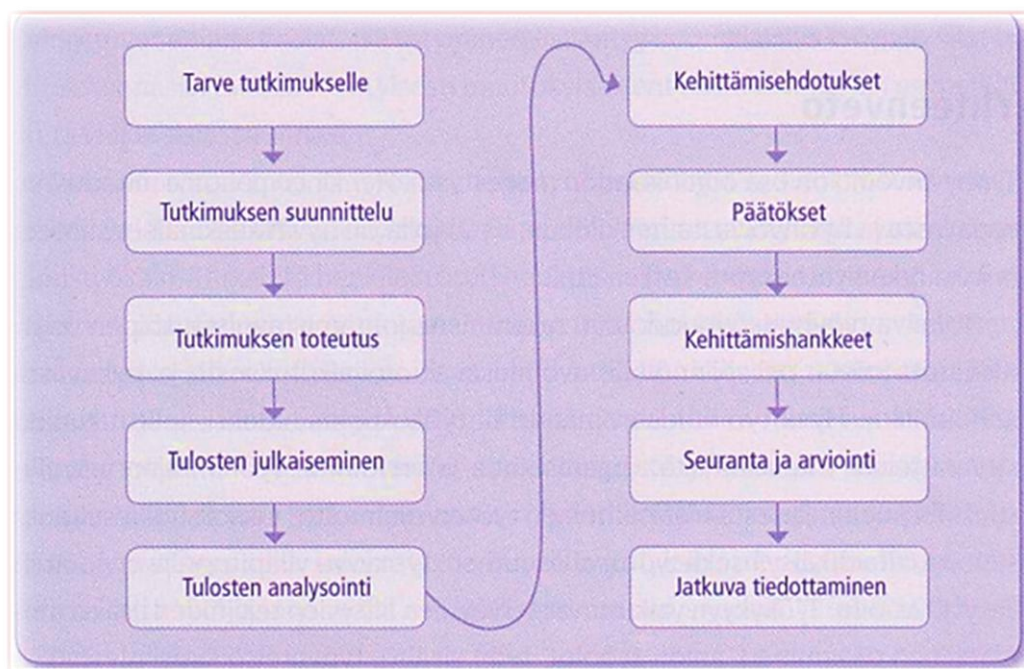 Tarve tutkimukselle
Tutkimuksen suunnittelu
Tutkimuksen toteutus
Tulosten julkaiseminen
Tulosten analysointi
Kehittämisehdotukset
Päätökset
Kehittämishankkeet
Seuranta ja arviointi
Jatkuva tiedottaminen